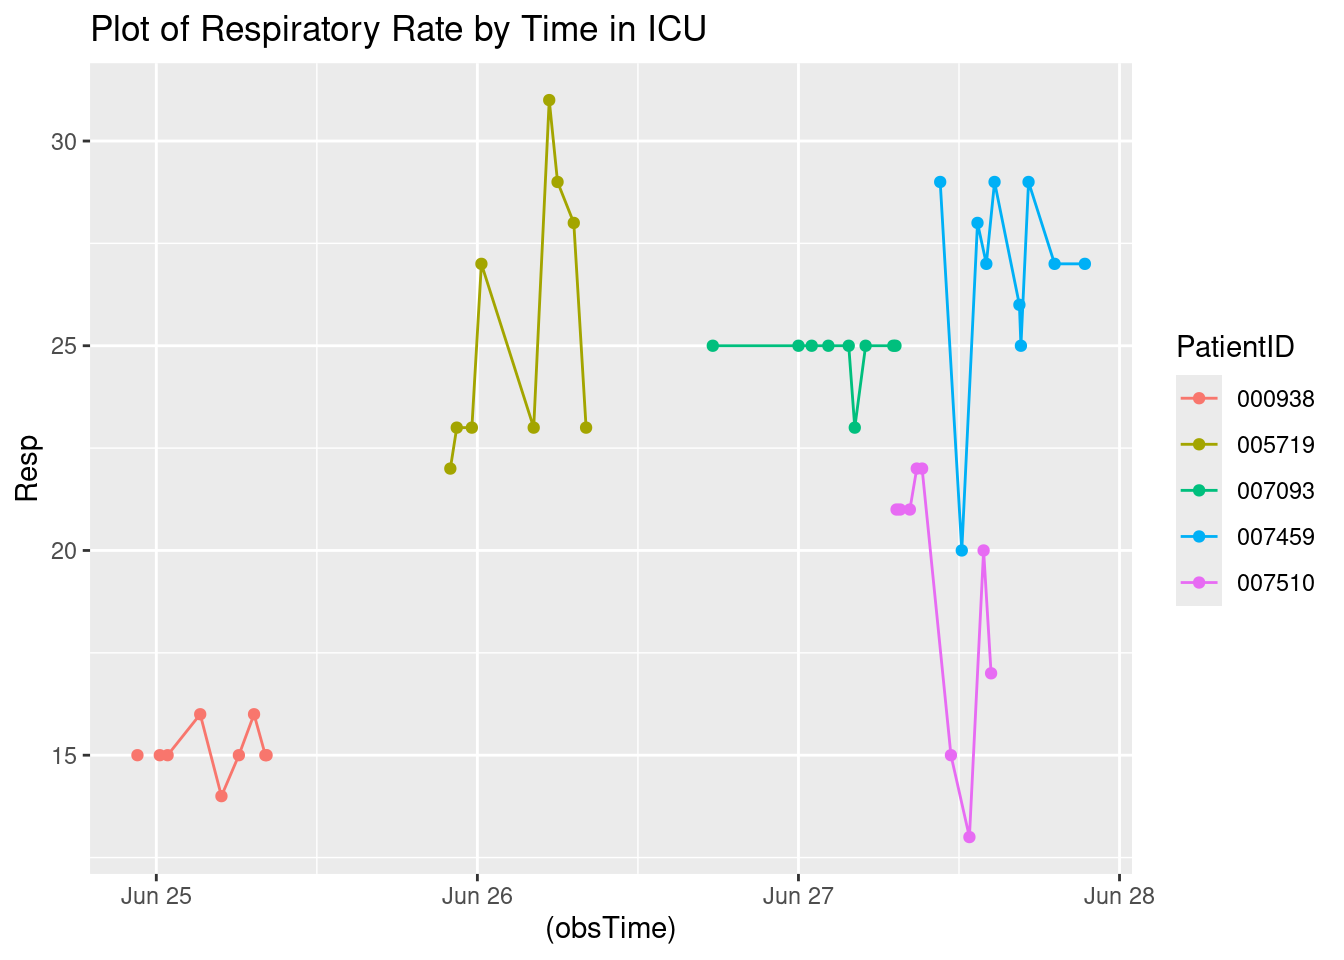 Plot of Respiratory Rate by Time in ICU
30
25
20
15
Resp
Jun 25
Jun 26
Jun 27
Jun 28
(obsTime)
PatientID
000938
005719
007093
007459
007510